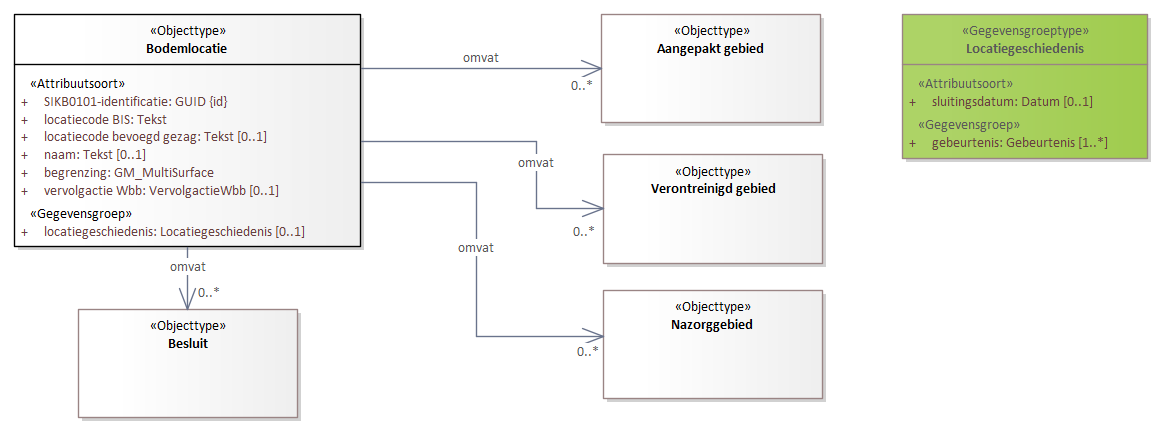 «Objecttype»
Bodemlocatie
«Attribuutsoort»
+ SIKB0101-identificatie: GUID {id}
+ locatiecode BIS: Tekst
+ locatiecode bevoegd gezag: Tekst [0..1]
+ naam: Tekst [0..1]
+ begrenzing: GM_MultiSurface
+ vervolgactie Wbb: VervolgactieWbb [0..1]
«Gegevensgroep»
+ locatiegeschiedenis: Locatiegeschiedenis [0..1]
omvat
0..*
«Objecttype»
Aangepakt gebied
omvat
0..*
«Objecttype»
Verontreinigd gebied
omvat
0..*
«Objecttype»
Nazorggebied
omvat
0..*
«Objecttype»
Besluit
«Gegevensgroeptype»
Locatiegeschiedenis
«Attribuutsoort»
+ sluitingsdatum: Datum [0..1]
«Gegevensgroep»
+ gebeurtenis: Gebeurtenis [1..*]